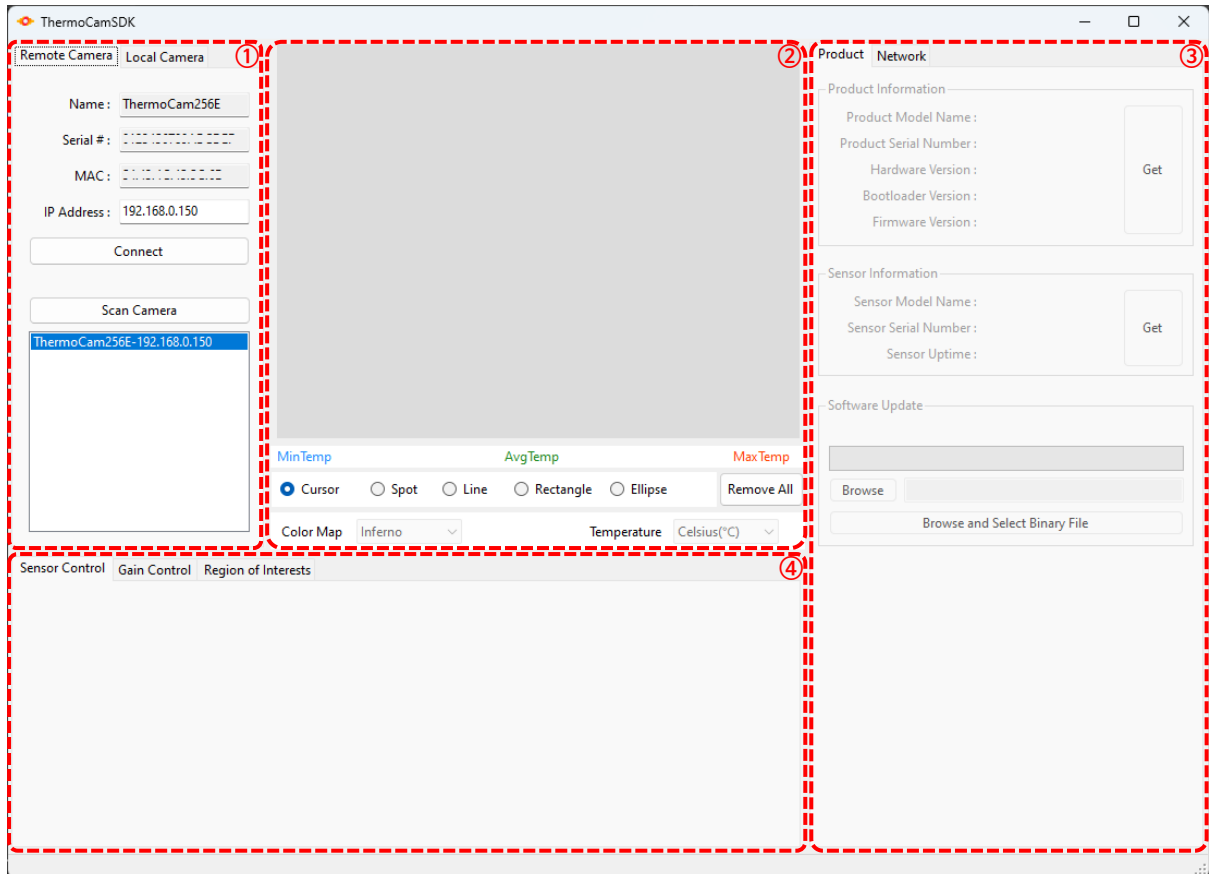 ThermoCamSDK
Remote Camera Local Camera ①
Name : ThermoCam256E
Serial # :
MAC :
IP Address : 192.168.0.150
Connect
Scan Camera
ThermoCam256E-192.168.0.150
②
MinTemp AvgTemp MaxTemp
Cursor Spot Line Rectangle Ellipse Remove All
Color Map Inferno Temperature Celsius(°C)
Product Network ③
Product Information
Product Model Name :
Product Serial Number :
Hardware Version :
Bootloader Version :
Firmware Version :
Get
Sensor Information
Sensor Model Name :
Sensor Serial Number :
Sensor Uptime :
Get
Software Update
Browse
Browse and Select Binary File
Sensor Control Gain Control Region of Interests ④